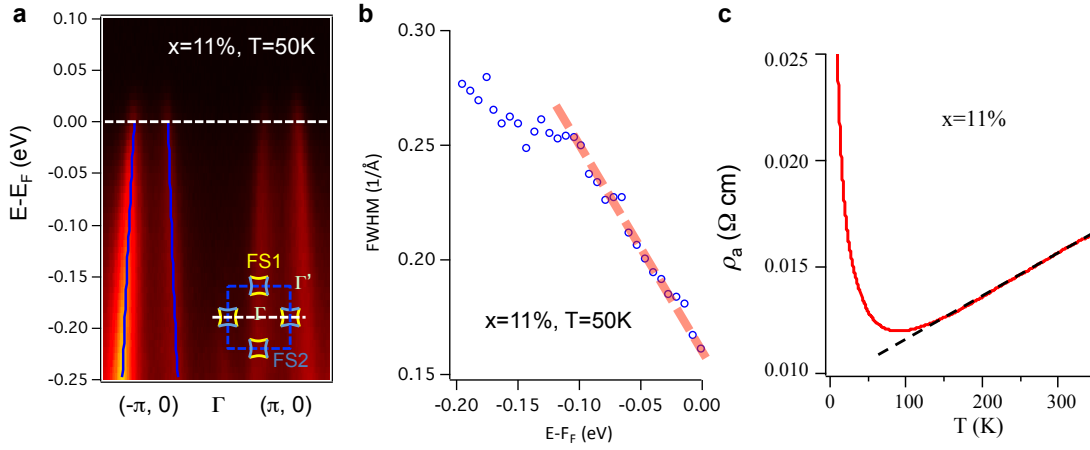 a
x=11%, T=50K
0.10
0.05
0.00
-0.05
-0.10
-0.15
-0.20
-0.25
E-EF (eV)
FS1
Γ'
Γ
FS2
(-π, 0) Γ (π, 0)
b
0.30
0.25
0.20
0.15
FWHM (1/Å)
x=11%, T=50K
-0.20 -0.15 -0.10 -0.05 0.00
E-FF (eV)
c
x=11%
0.025
0.020
0.015
0.010
ρa (Ω cm)
0 100 200 300
T (K)